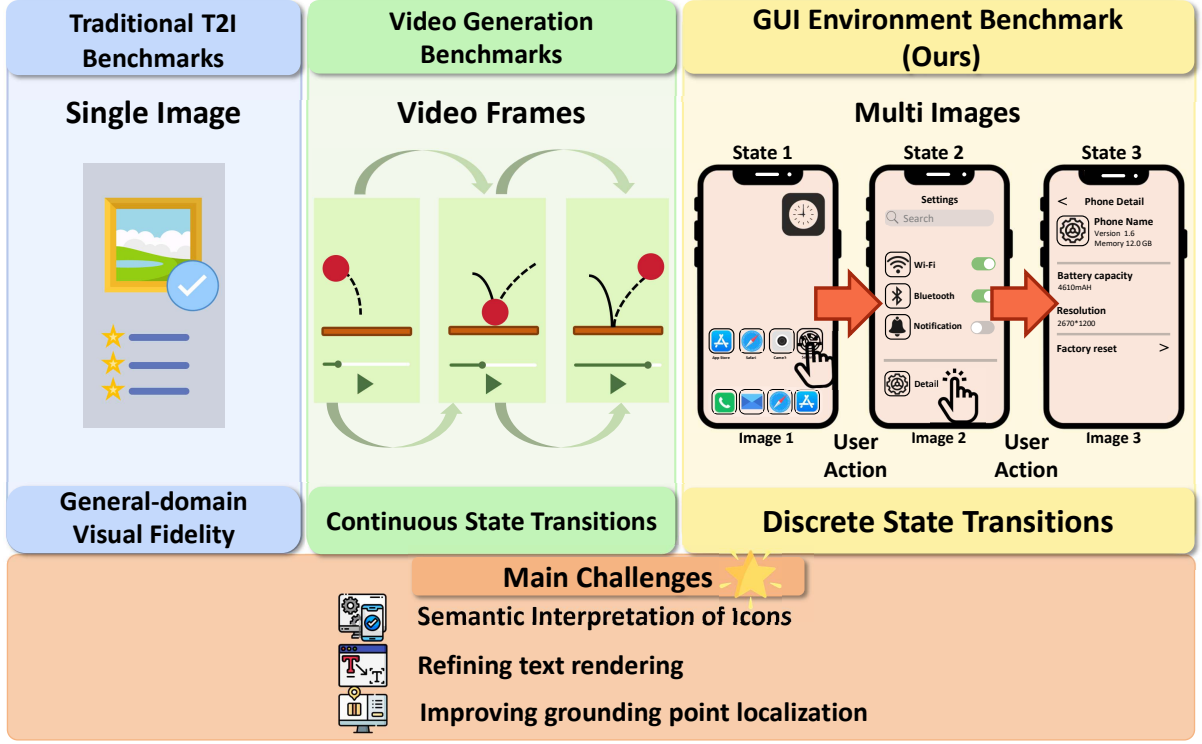 Traditional T2I
Benchmarks
Single Image
General-domain
Visual Fidelity
Video Generation
Benchmarks
Video Frames
Continuous State Transitions
GUI Environment Benchmark
(Ours)
Multi Images
State 1
App Store
Safari
Image 1
User
Action
State 2
Settings
Search
Wi-Fi
Bluetooth
Notification
Detail
Image 2
User
Action
State 3
< Phone Detail
Phone Name
Version 1.6
Memory 12.0 GB
Battery capacity
4610mAH
Resolution
2670*1200
Factory reset >
Image 3
Discrete State Transitions
Main Challenges
Semantic Interpretation of Icons
Refining text rendering
Improving grounding point localization